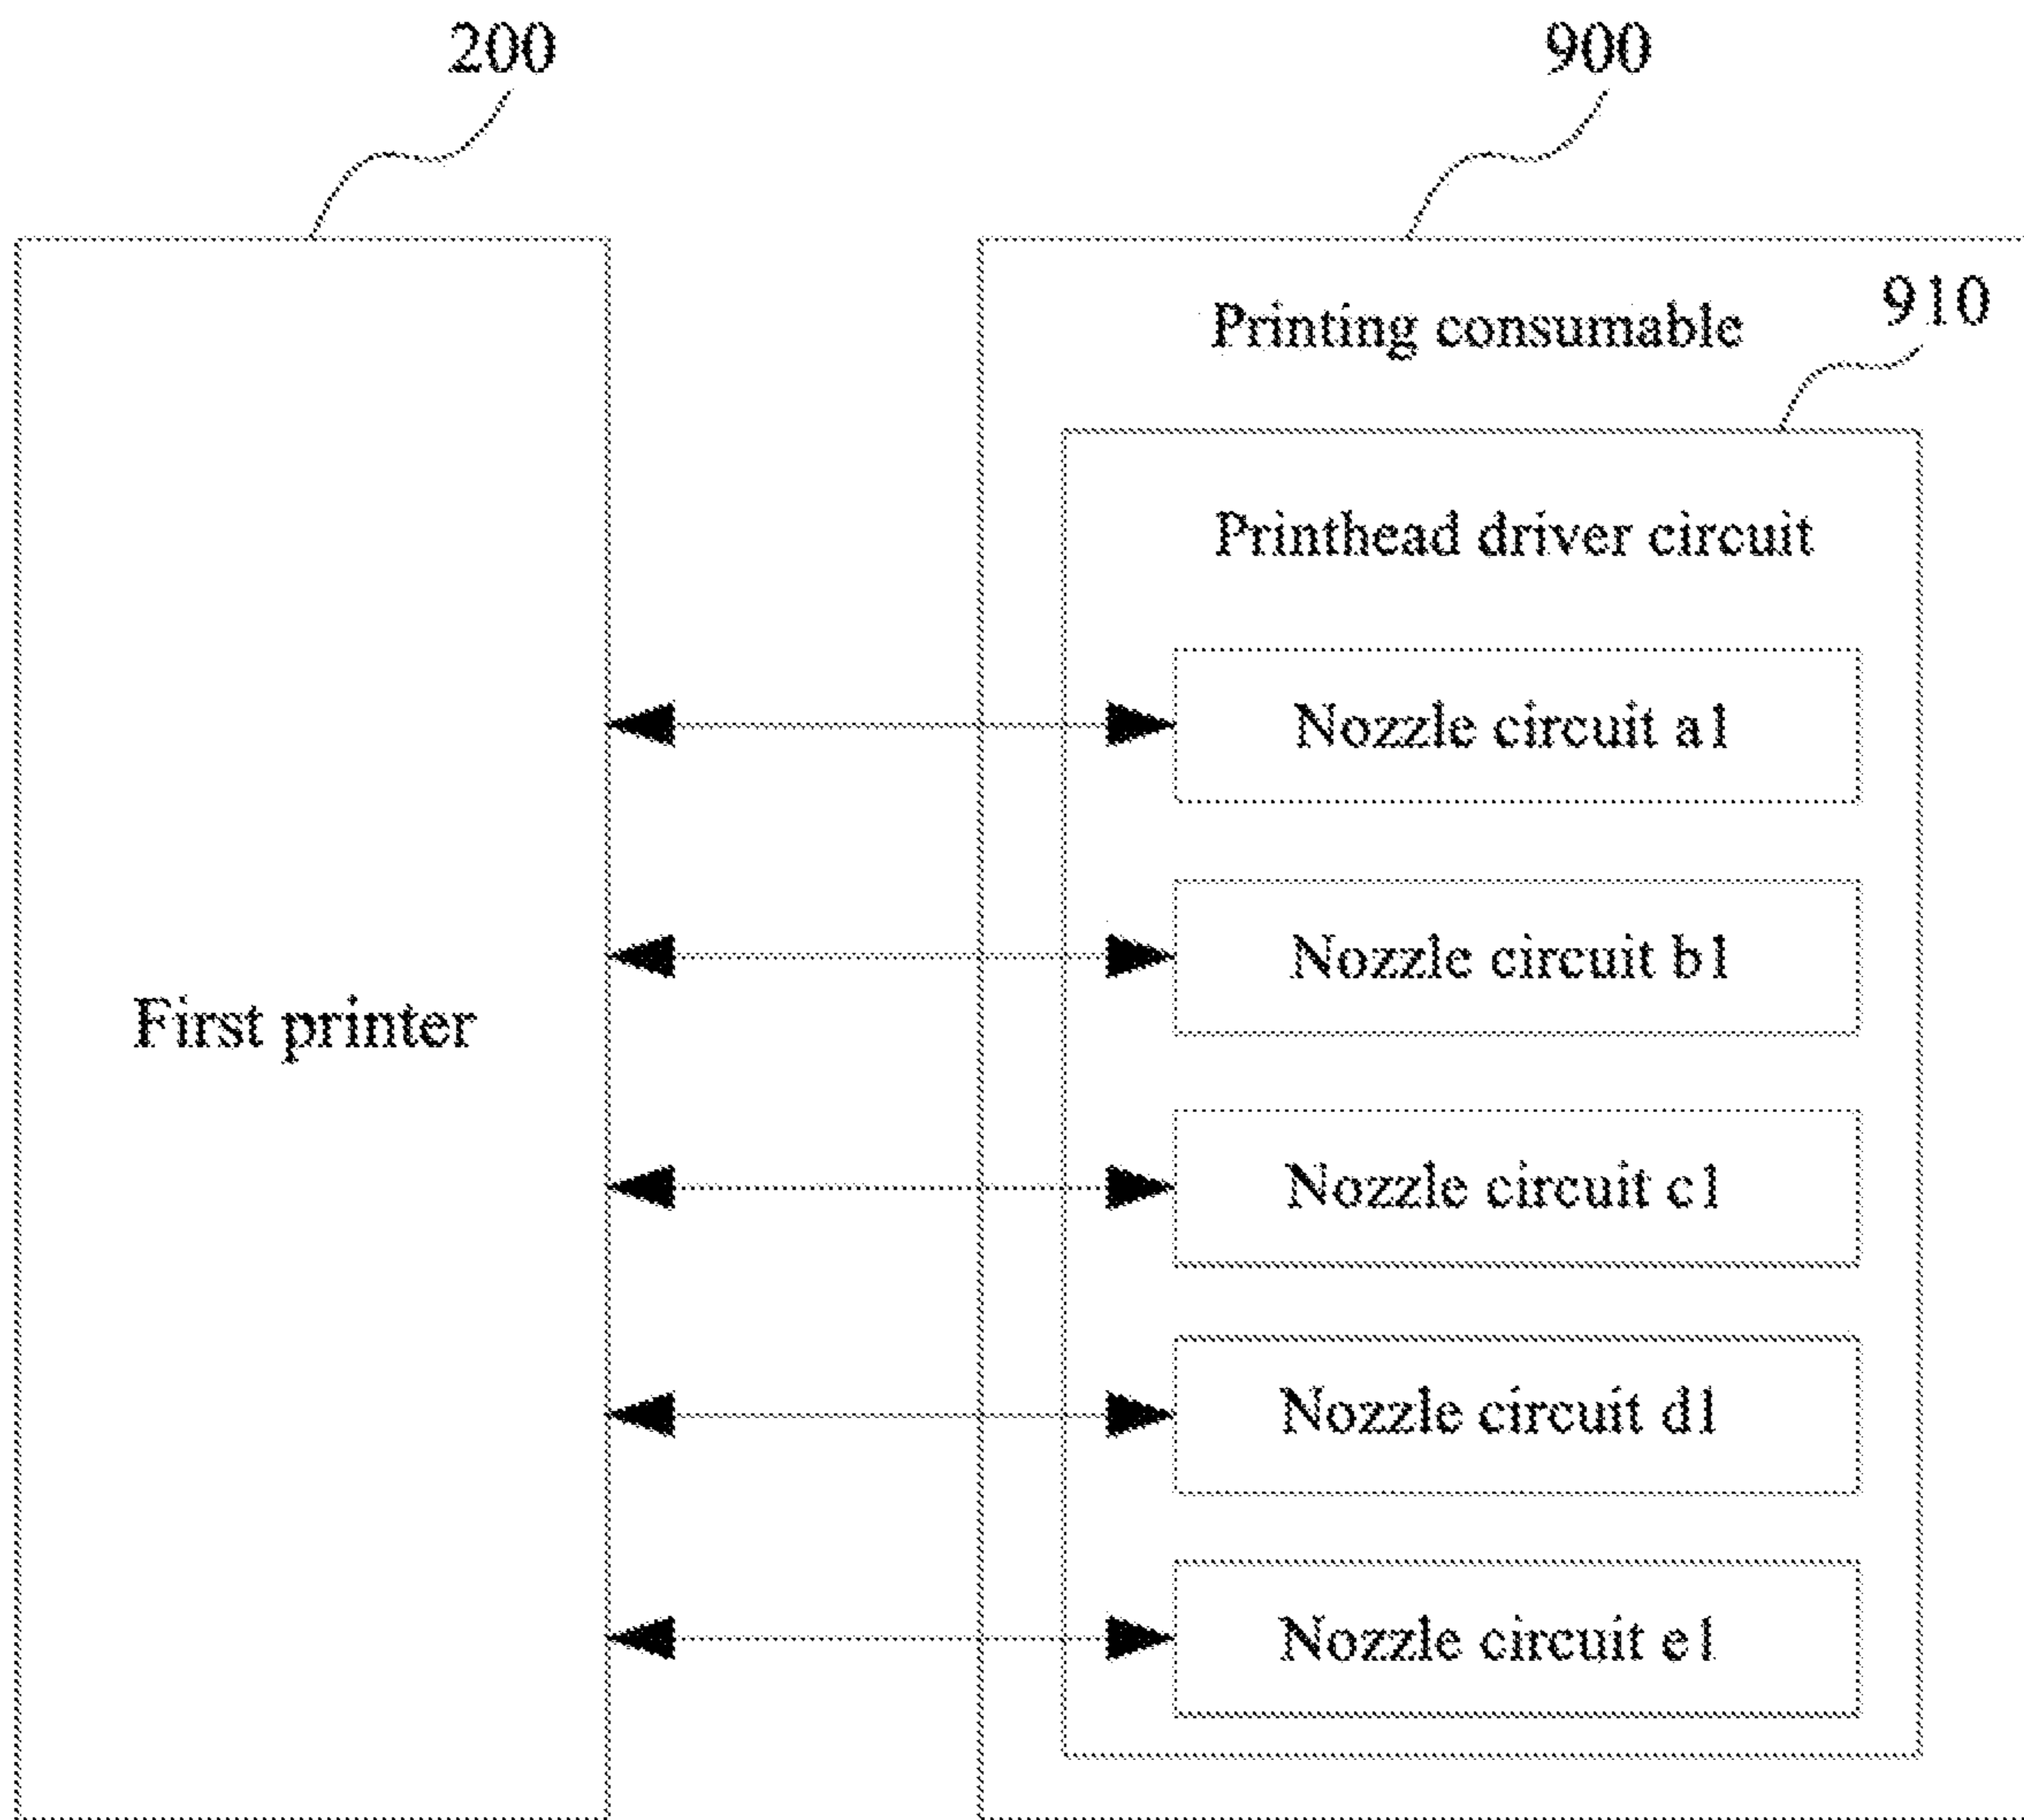 200
900
Printing consumable
910
Printhead driver circuit
Nozzle circuit a1
Nozzle circuit b1
First printer
Nozzle circuit c1
Nozzle circuit d1
Nozzle circuit e1